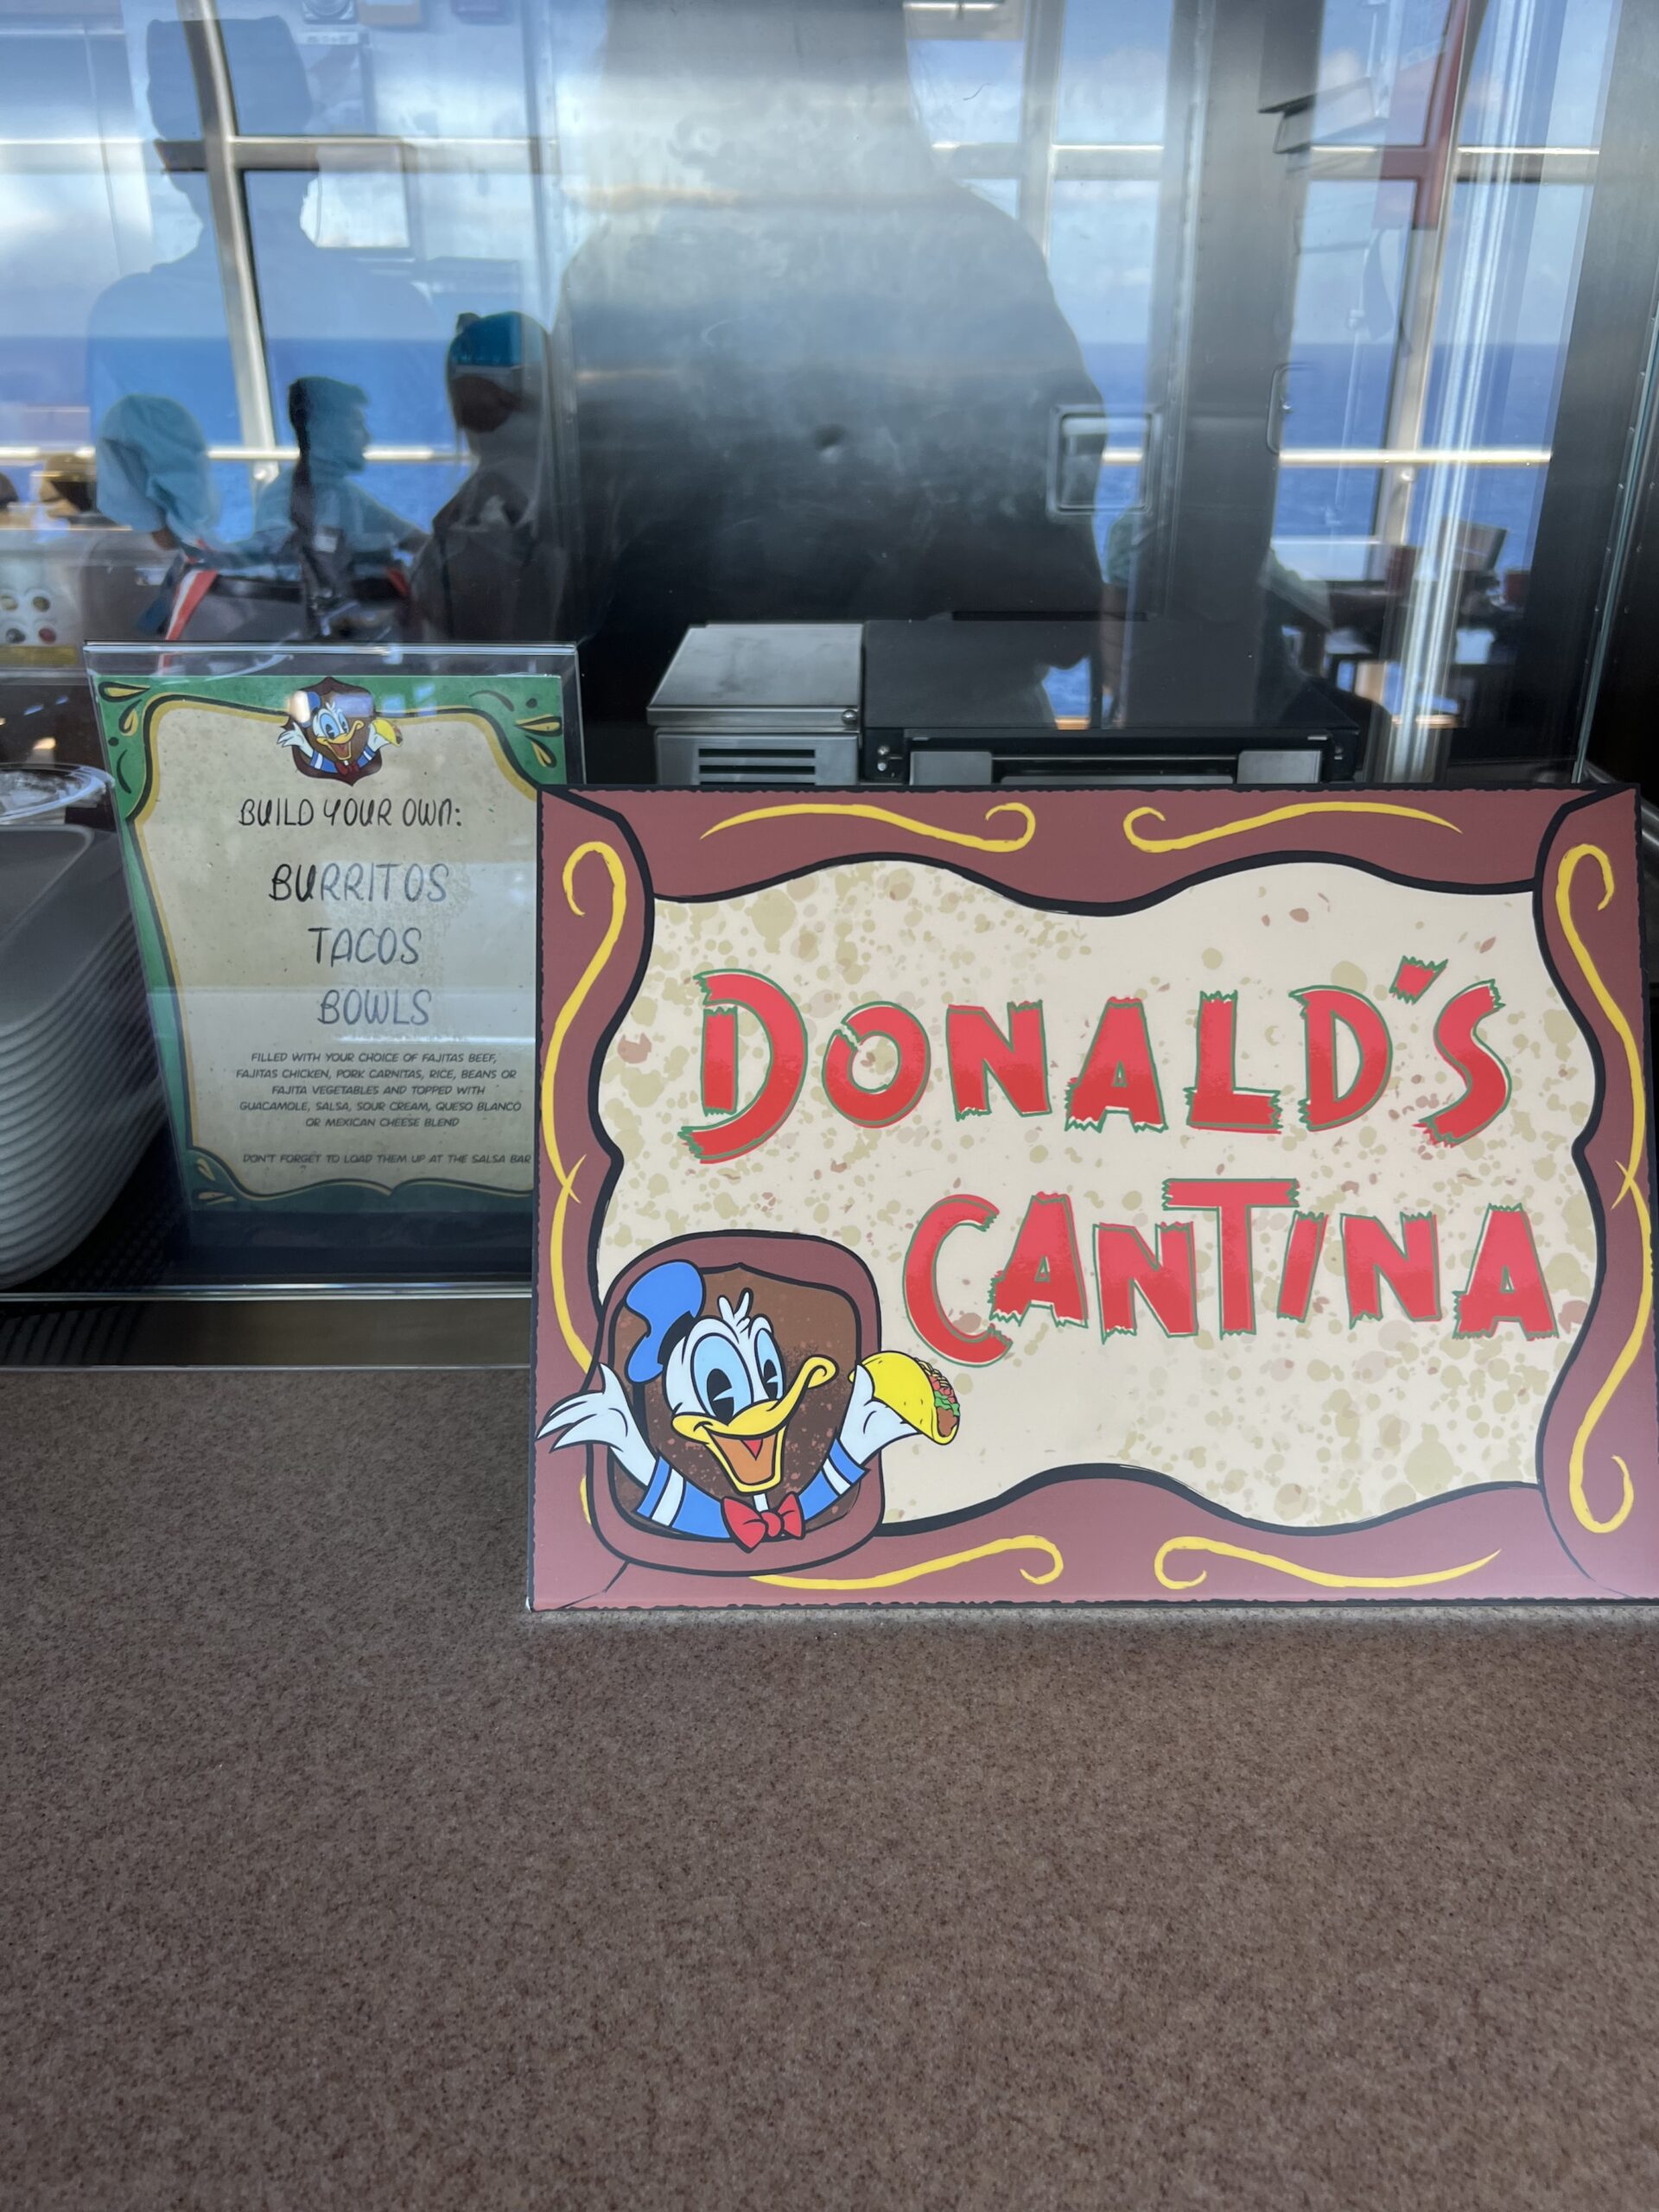 BUILD YOUR OWN:
BURRITOS
TACOS
BOWLS
FILLED WITH YOUR CHOICE OF FAJITAS BEEF,
FAJITAS CHICKEN, PORK CARNITAS, RICE, BEANS OR
FAJITA VEGETABLES AND TOPPED WITH
GUACAMOLE, SALSA, SOUR CREAM, QUESO BLANCO
OR MEXICAN CHEESE BLEND
DON'T FORGET TO LOAD THEM UP AT THE SALSA BAR
DONALD'S
CANTINA